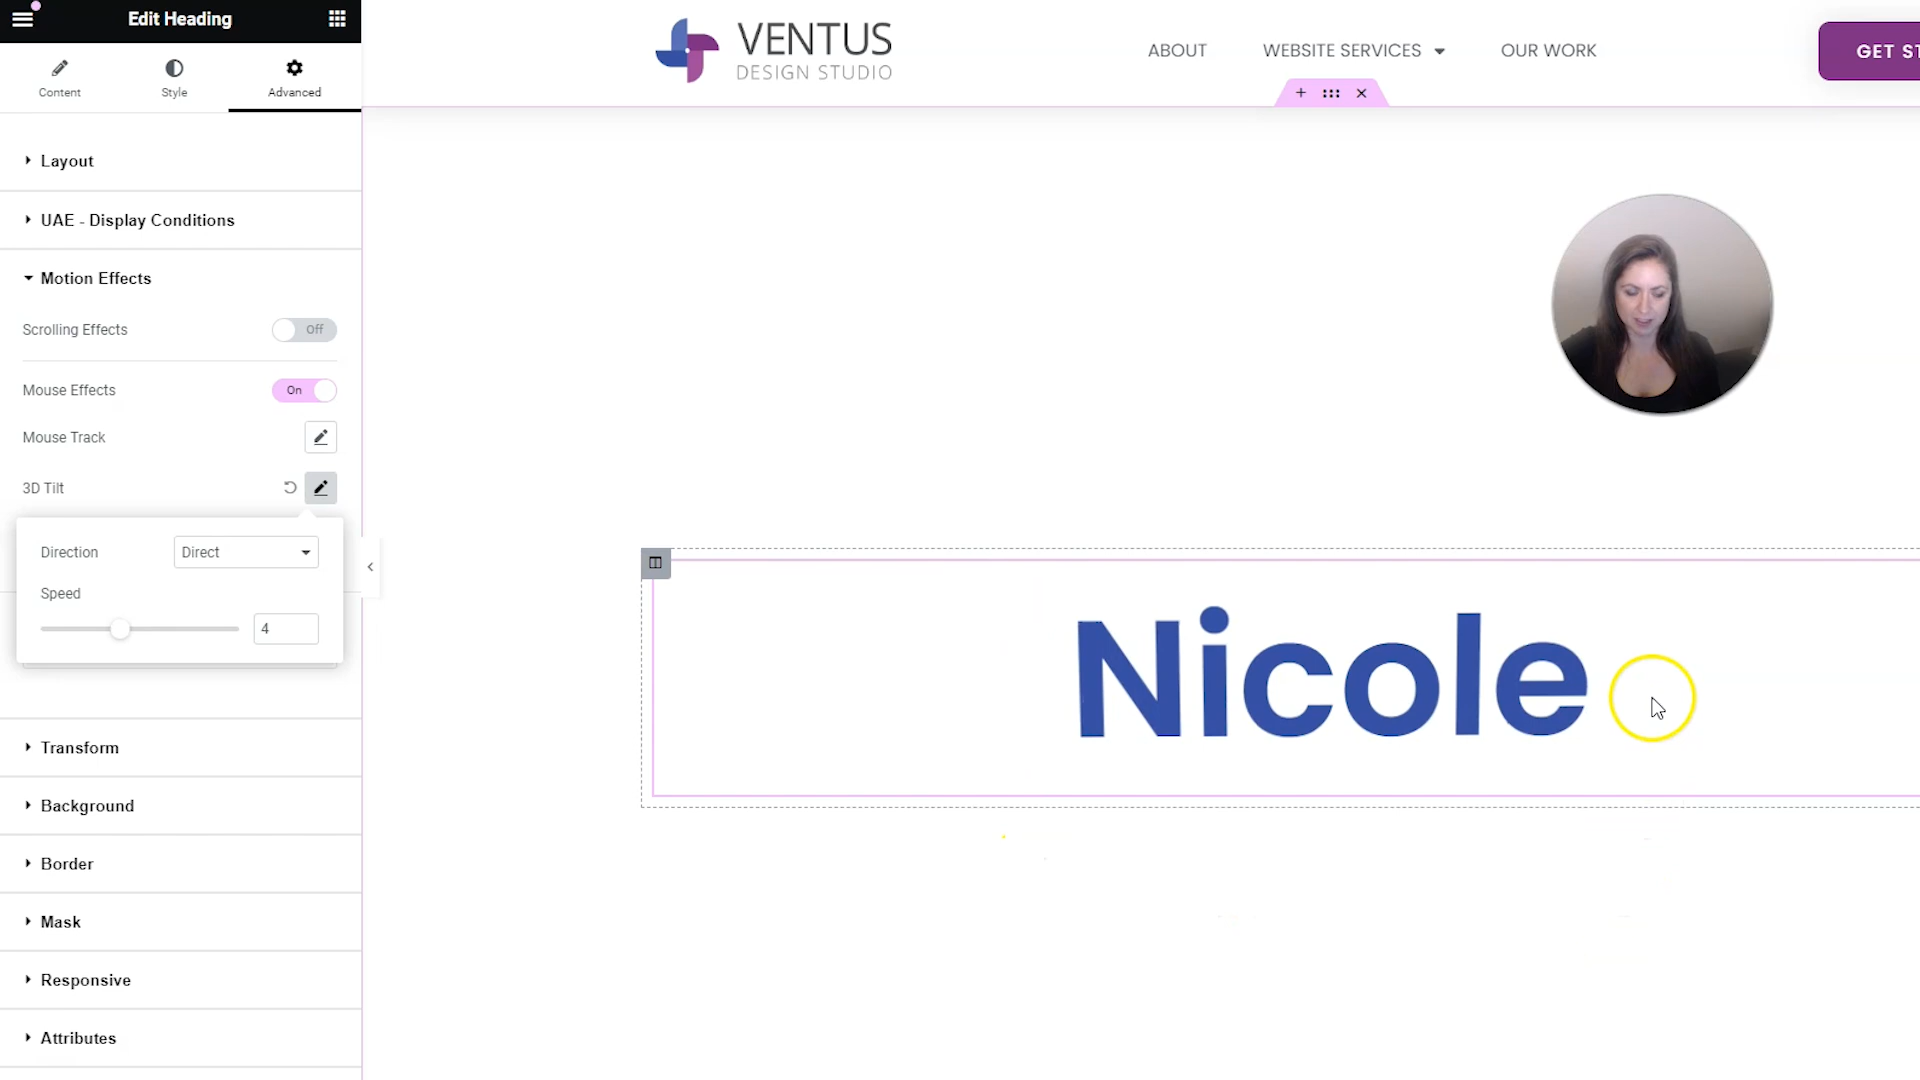 Edit Heading
Content
Style
Advanced
Layout
UAE - Display Conditions
Motion Effects
Scrolling Effects
Off
Mouse Effects
On
Mouse Track
3D Tilt
Direction
Direct
Speed
4
Transform
Background
Border
Mask
Responsive
Attributes
VENTUS
DESIGN STUDIO
ABOUT
WEBSITE SERVICES
OUR WORK
GET ST
Nicole